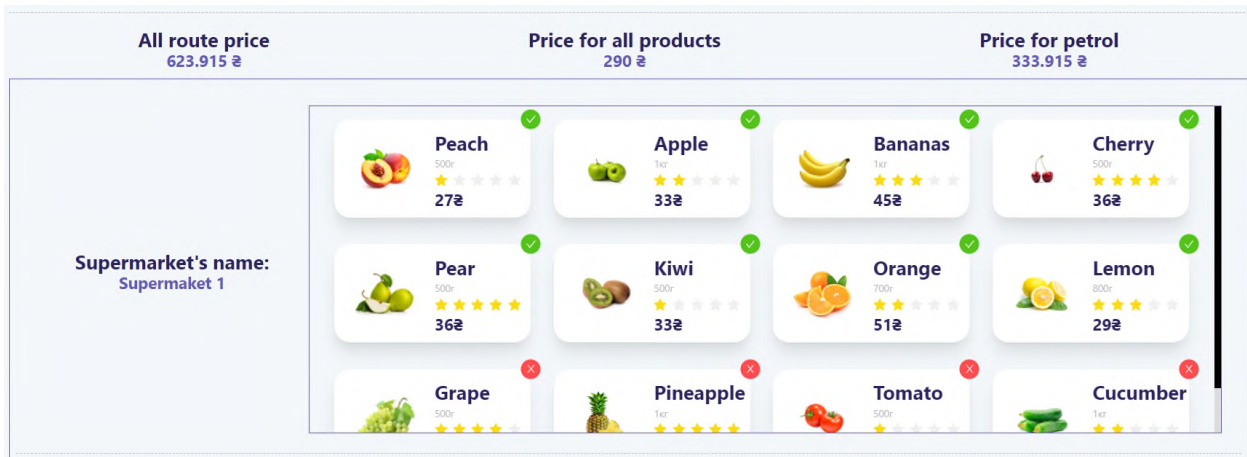 All route price
623.915 ₴
Price for all products
290 ₴
Price for petrol
333.915 ₴
Supermarket's name:
Supermaket 1
Peach
500г
27₴
Apple
1кг
33₴
Bananas
1кг
45₴
Cherry
500г
36₴
Pear
500г
36₴
Kiwi
500г
33₴
Orange
700г
51₴
Lemon
800г
29₴
Grape
500г
Pineapple
1кг
Tomato
500г
Cucumber
1кг